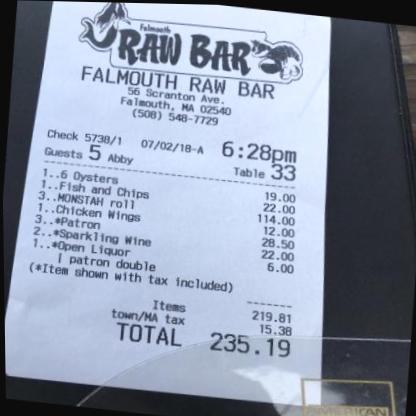 Falmouth
RAW BAR
FALMOUTH RAW BAR
56 Scranton Ave.
Falmouth, MA 02540
(508) 548-7729
Check 5738/1 07/02/18-A 6:28pm
Guests 5 Abby Table 33
1..6 Oysters 19.00
1..Fish and Chips 22.00
3..MONSTAH roll 114.00
1..Chicken Wings 12.00
3..*Patron 28.50
2..*Sparkling Wine 22.00
1..*Open Liquor 6.00
| patron double
(*Item shown with tax included)
Items 219.81
town/MA tax 15.38
TOTAL 235.19
AMERICAN